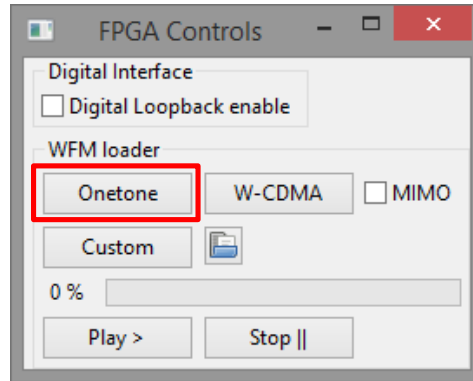 FPGA Controls
Digital Interface
Digital Loopback enable
WFM loader
Onetone W-CDMA MIMO
Custom
0 %
Play > Stop ||